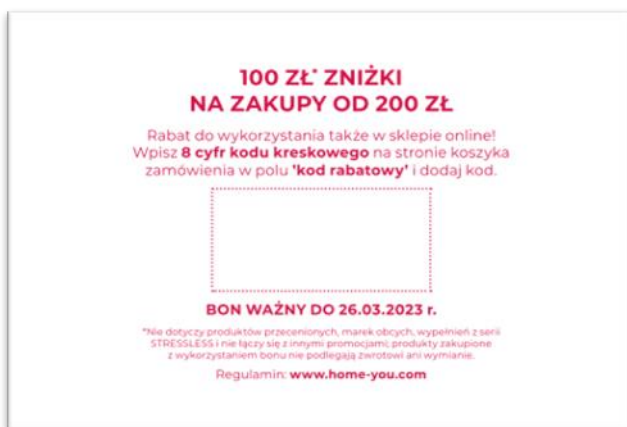 100 ZŁ* ZNIŻKI
NA ZAKUPY OD 200 ZŁ
Rabat do wykorzystania także w sklepie online!
Wpisz 8 cyfr kodu kreskowego na stronie koszyka
zamówienia w polu 'kod rabatowy' i dodaj kod.
BON WAŻNY DO 26.03.2023 r.
*Nie dotyczy produktów przecenionych, marek obcych, wypełnień z serii
STRESSLESS i nie łączy się z innymi promocjami; produkty zakupione
z wykorzystaniem bonu nie podlegają zwrotowi ani wymianie.
Regulamin: www.home-you.com